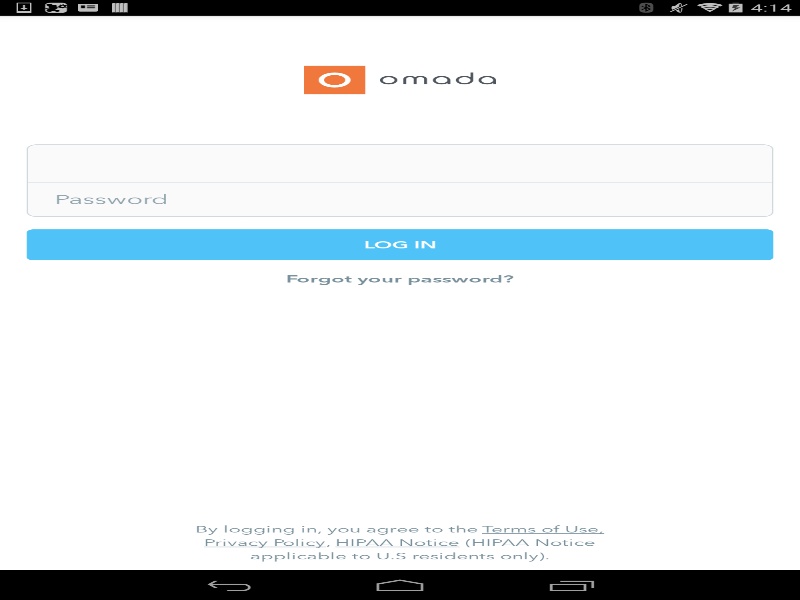 4:14
omada
Password
LOG IN
Forgot your password?
By logging in, you agree to the Terms of Use,
Privacy Policy, HIPAA Notice (HIPAA Notice
applicable to U.S residents only).